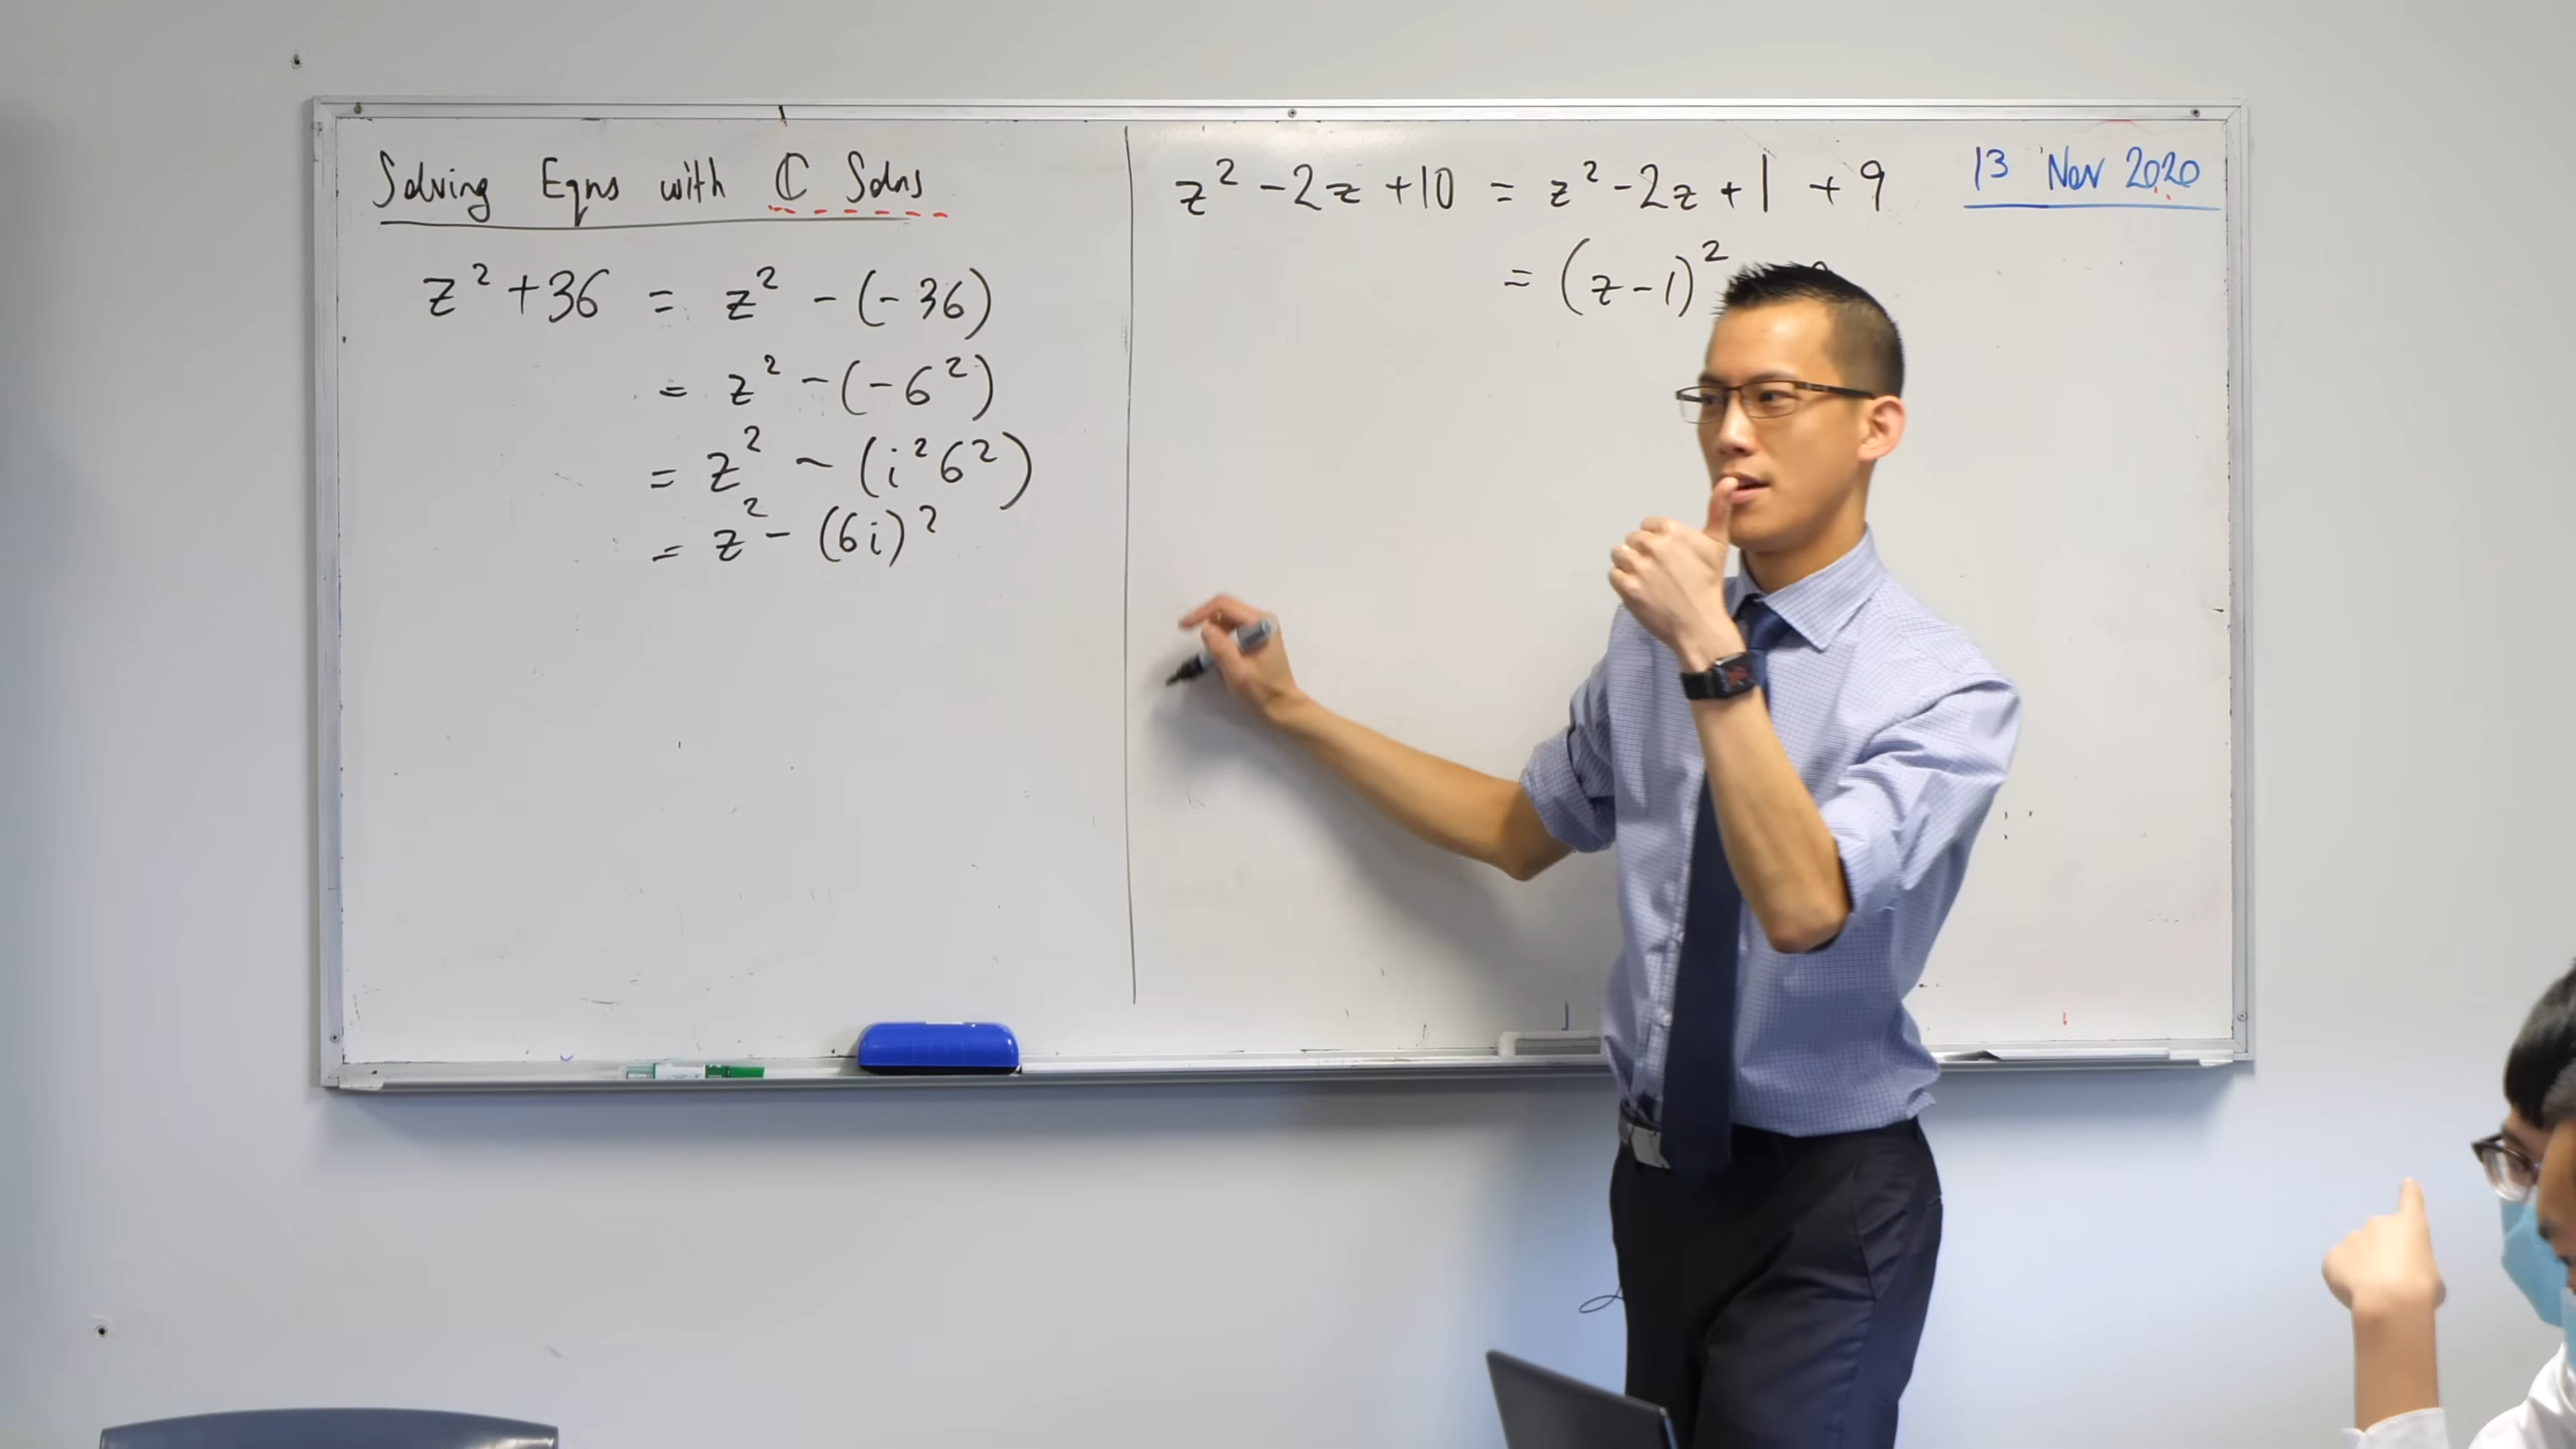 Solving Eqns with ℂ Solns
z² + 36 = z² - (-36)
= z² - (-6²)
= z² - (i²6²)
= z² - (6i)²
z² - 2z + 10 = z² - 2z + 1 + 9
= (z - 1)²
13 Nov 2020